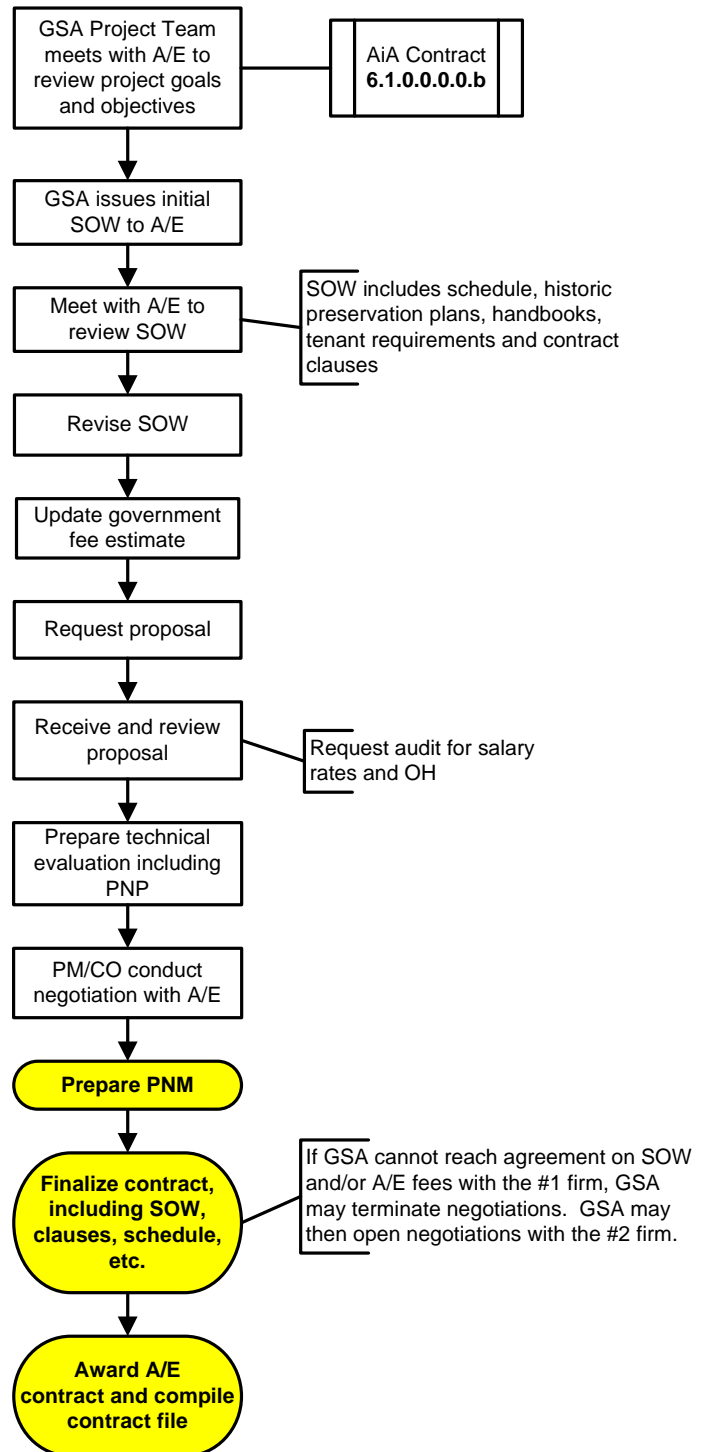 GSA Project Team
meets with A/E to
review project goals
and objectives
AiA Contract
6.1.0.0.0.0.b
GSA issues initial
SOW to A/E
Meet with A/E to
review SOW
SOW includes schedule, historic
preservation plans, handbooks,
tenant requirements and contract
clauses
Revise SOW
Update government
fee estimate
Request proposal
Receive and review
proposal
Request audit for salary
rates and OH
Prepare technical
evaluation including
PNP
PM/CO conduct
negotiation with A/E
Prepare PNM
Finalize contract,
including SOW,
clauses, schedule,
etc.
If GSA cannot reach agreement on SOW
and/or A/E fees with the #1 firm, GSA
may terminate negotiations.  GSA may
then open negotiations with the #2 firm.
Award A/E
contract and compile
contract file